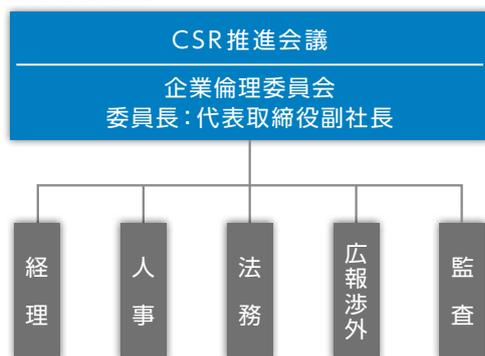 CSR推進会議
企業倫理委員会
委員長：代表取締役副社長
経理
人事
法務
広報渉外
監査